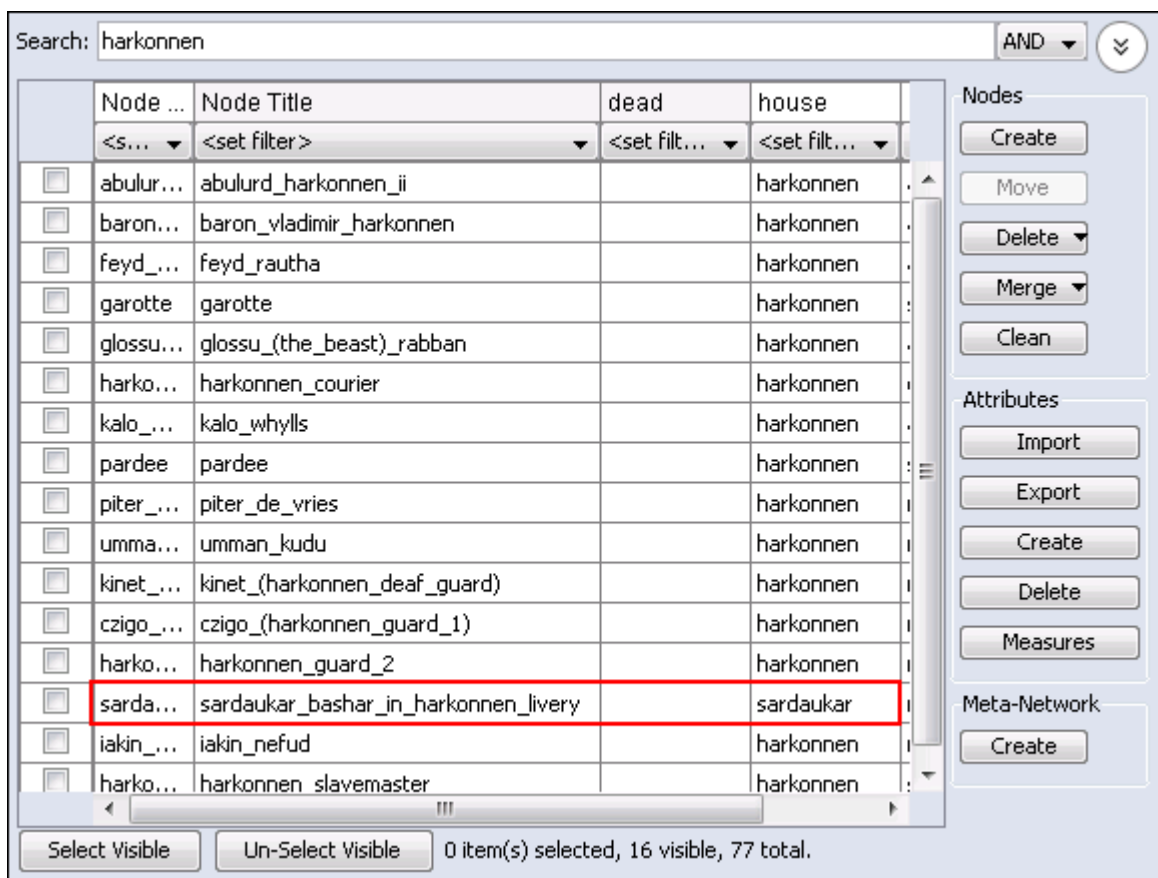 Search: harkonnen AND
Node ... Node Title dead house
<s... <set filter> <set filt... <set filt...
abulur... abulurd_harkonnen_ii harkonnen
baron... baron_vladimir_harkonnen harkonnen
feyd_... feyd_rautha harkonnen
garotte garotte harkonnen
glossu... glossu_(the_beast)_rabban harkonnen
harko... harkonnen_courier harkonnen
kalo_... kalo_whylls harkonnen
pardee pardee harkonnen
piter_... piter_de_vries harkonnen
umma... umman_kudu harkonnen
kinet_... kinet_(harkonnen_deaf_guard) harkonnen
czigo_... czigo_(harkonnen_guard_1) harkonnen
harko... harkonnen_guard_2 harkonnen
sarda... sardaukar_bashar_in_harkonnen_livery sardaukar
iakin_... iakin_nefud harkonnen
harko... harkonnen_slavemaster harkonnen
Nodes
Create
Move
Delete
Merge
Clean
Attributes
Import
Export
Create
Delete
Measures
Meta-Network
Create
Select Visible Un-Select Visible 0 item(s) selected, 16 visible, 77 total.